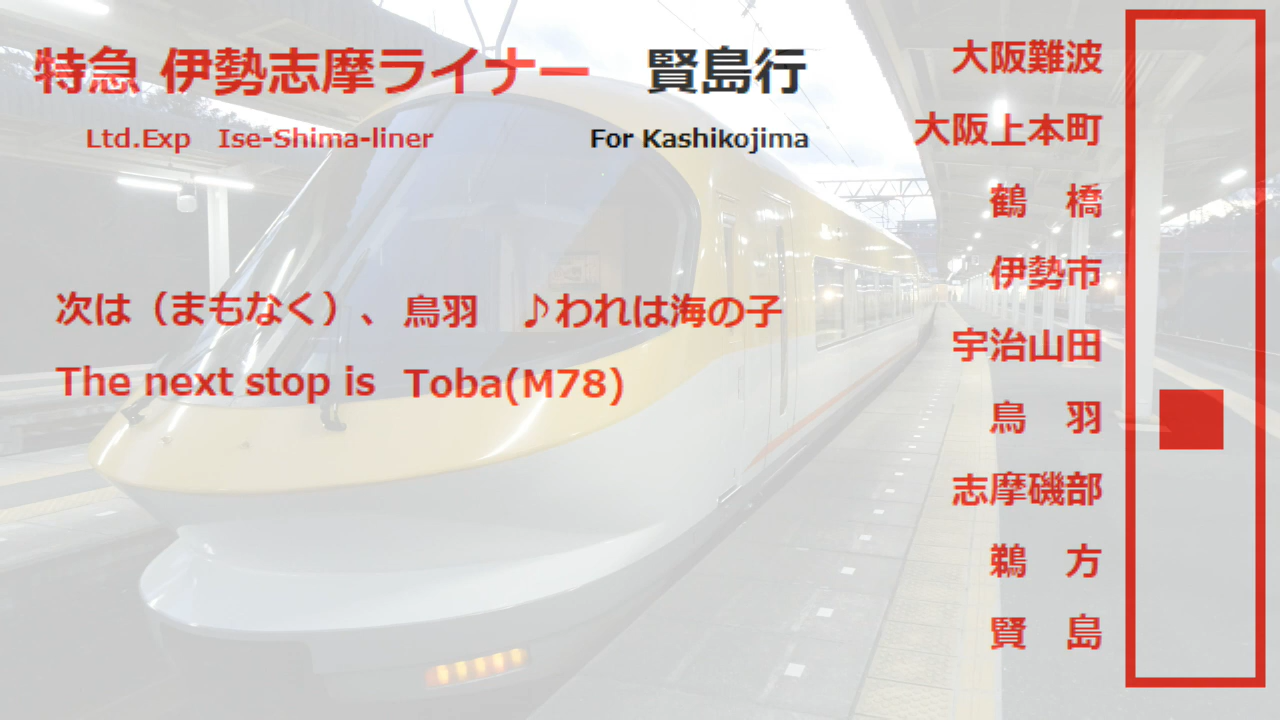 特急 伊勢志摩ライナー 賢島行
Ltd.Exp Ise-Shima-liner For Kashikojima
次は（まもなく）、鳥羽 ♪われは海の子
The next stop is Toba(M78)
大阪難波
大阪上本町
鶴 橋
伊勢市
宇治山田
鳥 羽
志摩磯部
鵜 方
賢 島